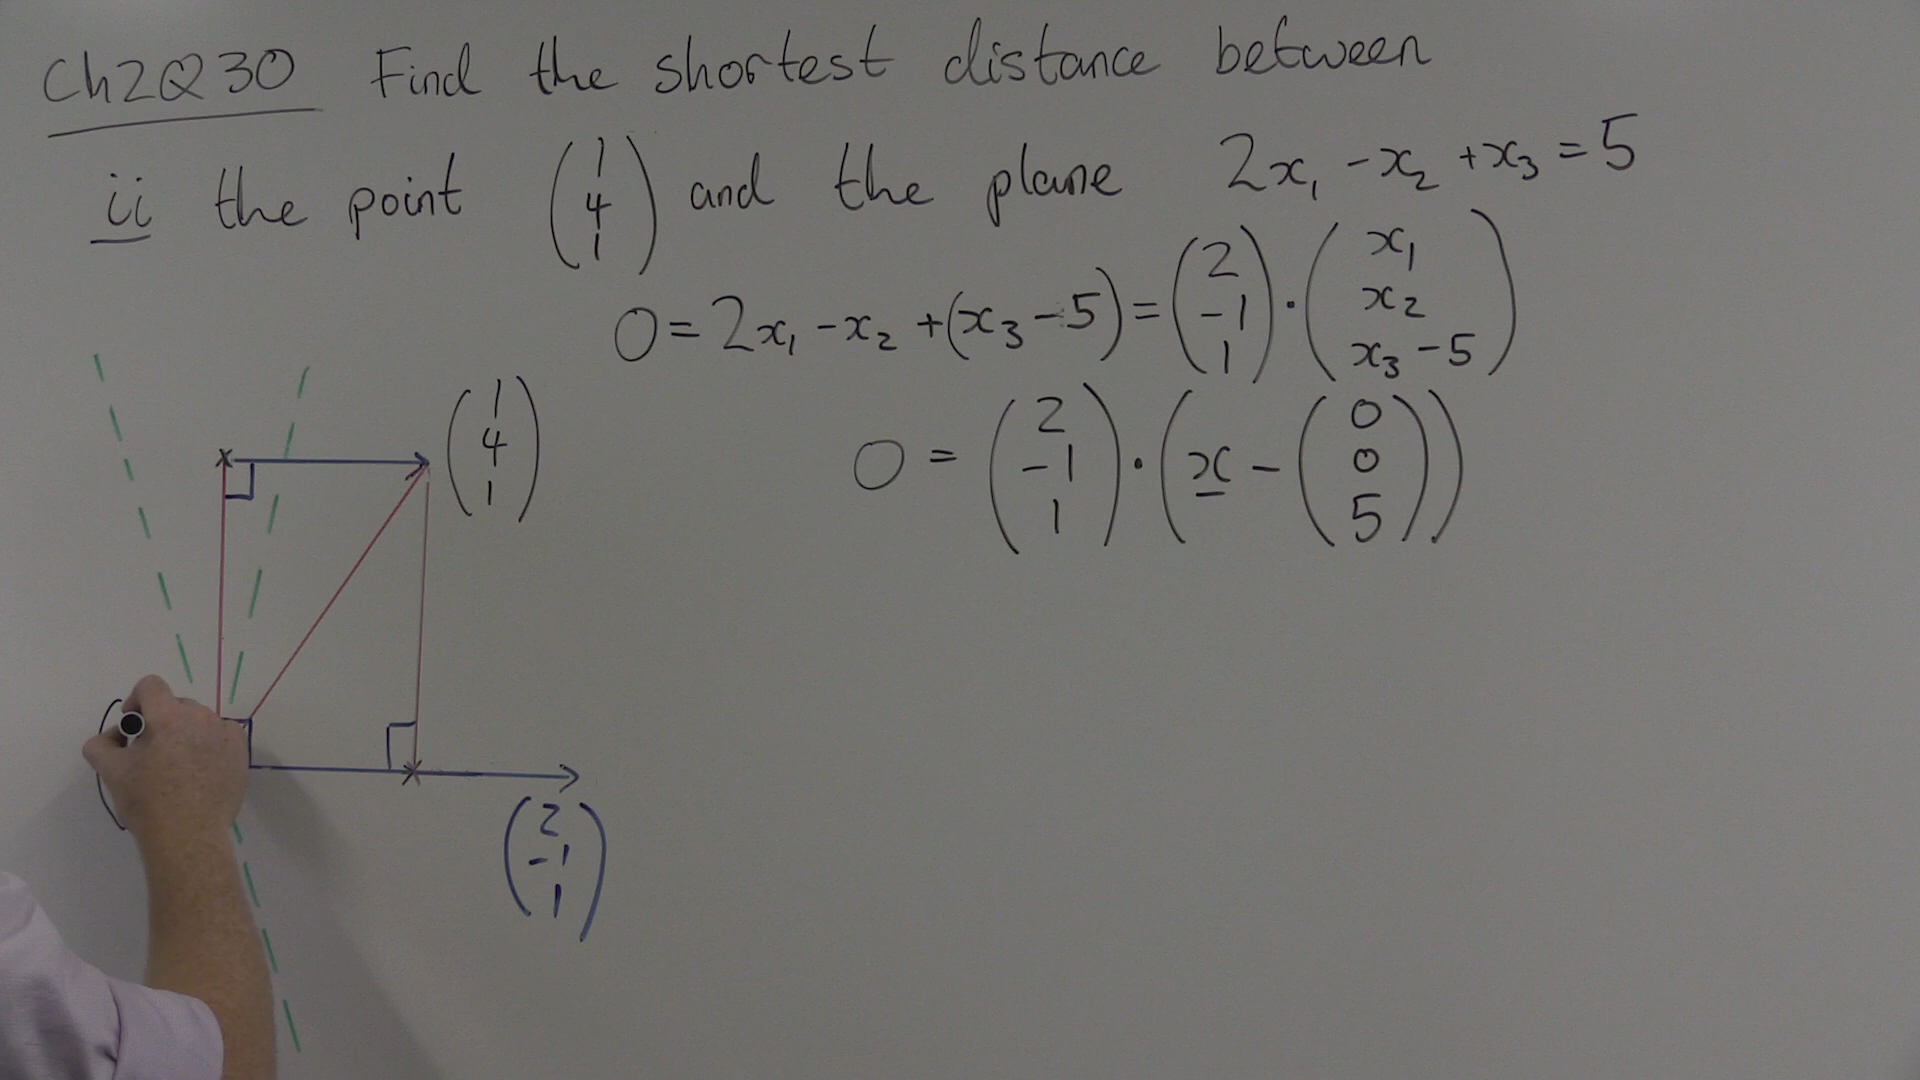 Ch2Q30 Find the shortest distance between
ii the point (1 4 1) and the plane 2x₁ - x₂ + x₃ = 5
0 = 2x₁ - x₂ + (x₃ - 5) = (2 -1 1) · (x₁ x₂ x₃ - 5)
(1 4 1)
0 = (2 -1 1) · (x - (0 0 5))
(2 -1 1)